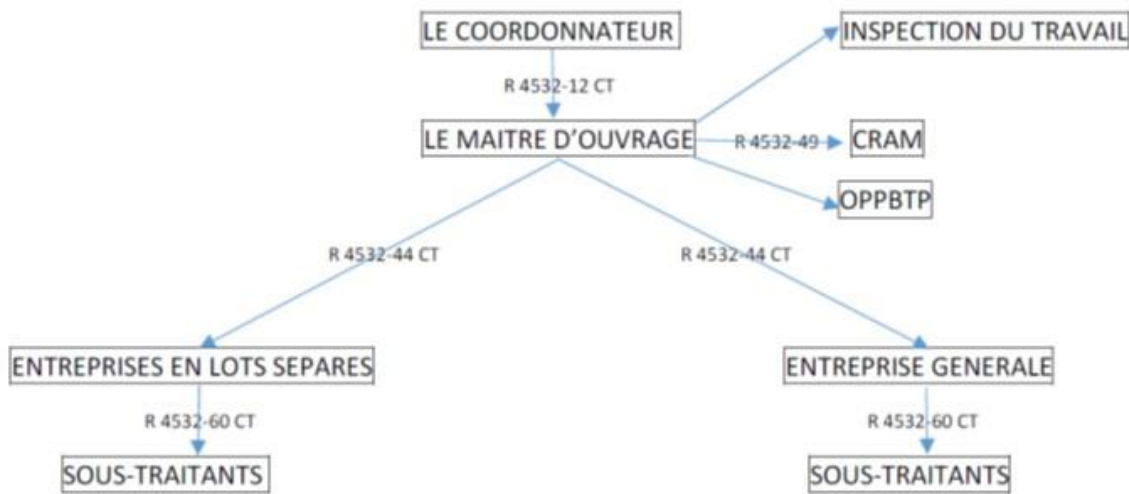 LE COORDONNATEUR
INSPECTION DU TRAVAIL
R 4532-12 CT
LE MAITRE D'OUVRAGE
R 4532-49
CRAM
OPPBTP
R 4532-44 CT
R 4532-44 CT
ENTREPRISES EN LOTS SEPARES
ENTREPRISE GENERALE
R 4532-60 CT
R 4532-60 CT
SOUS-TRAITANTS
SOUS-TRAITANTS